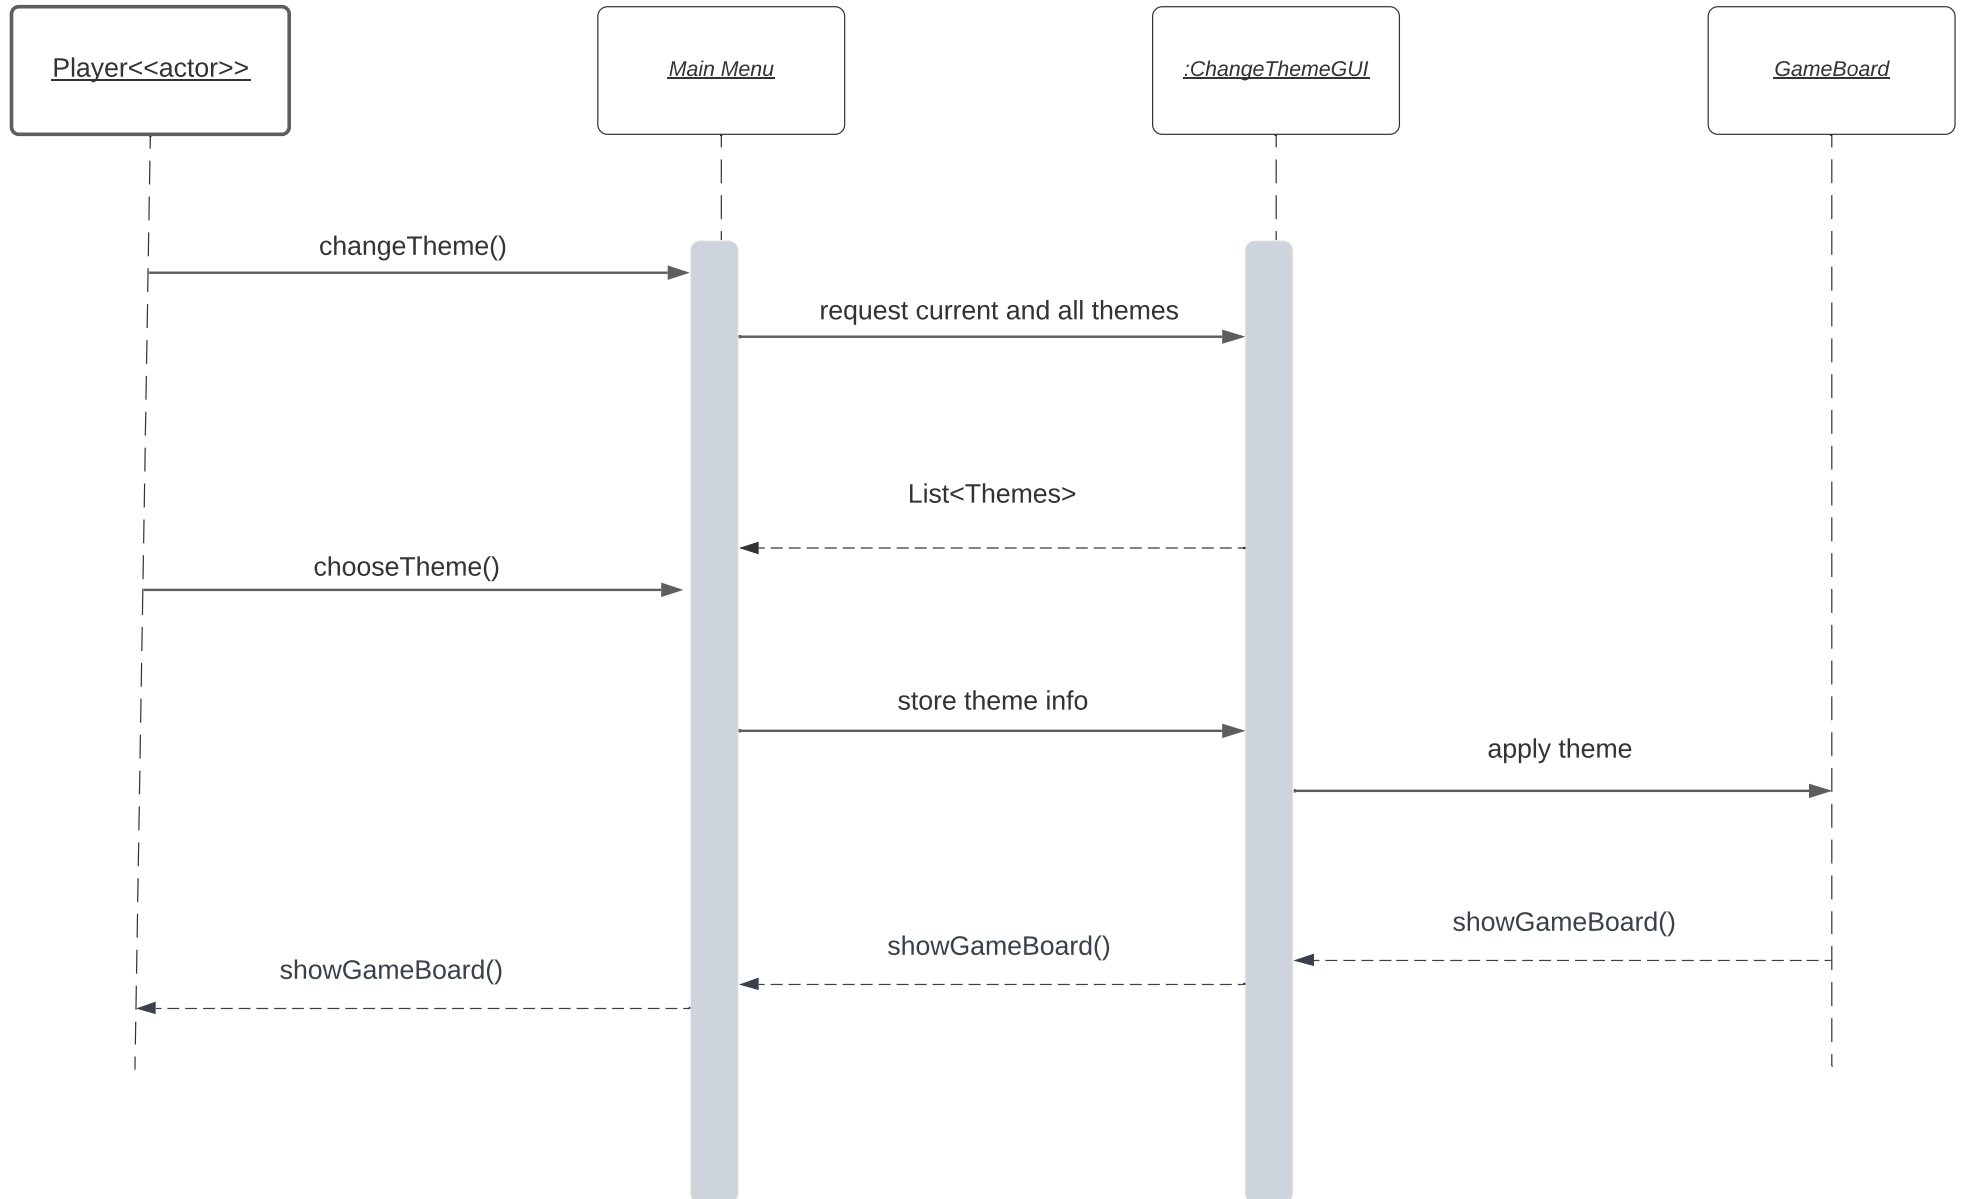 Player<<actor>>
Main Menu
:ChangeThemeGUI
GameBoard
changeTheme()
request current and all themes
List<Themes>
chooseTheme()
store theme info
apply theme
showGameBoard()
showGameBoard()
showGameBoard()